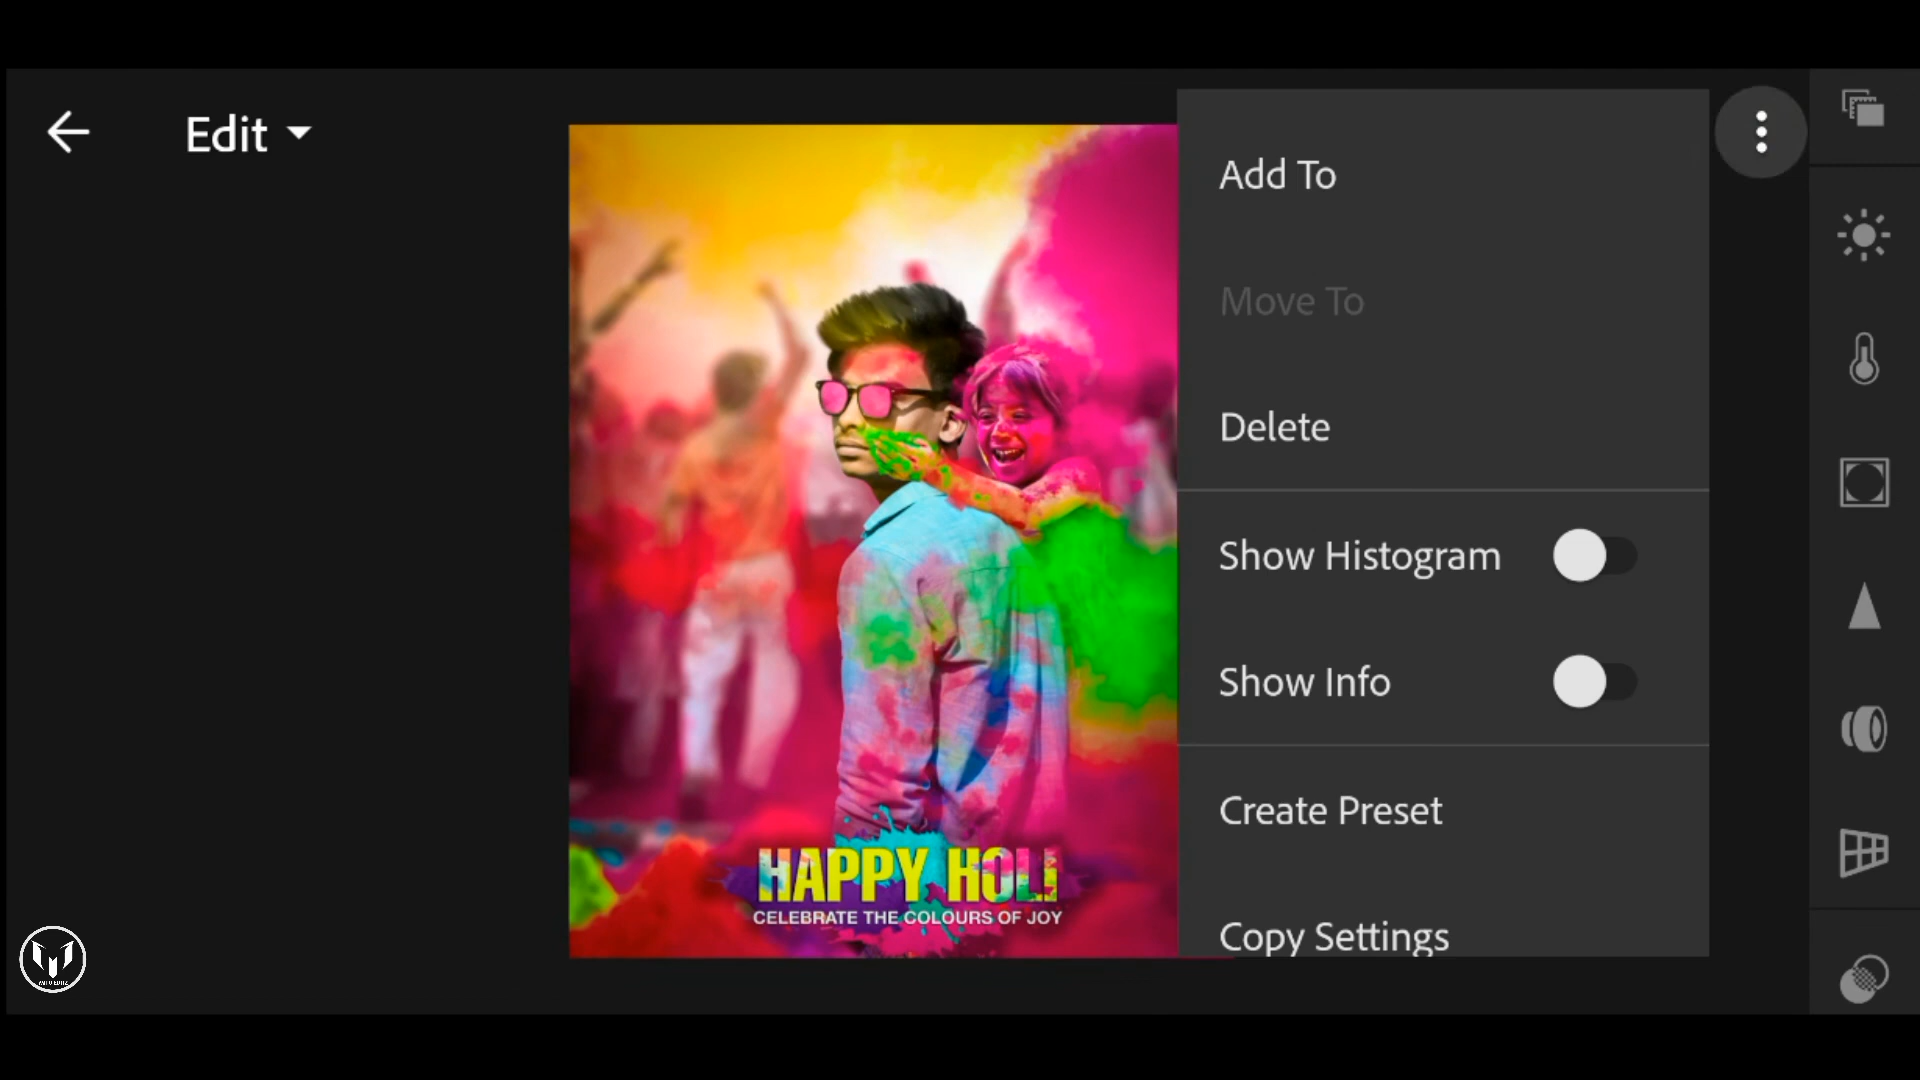 Edit
Add To
Move To
Delete
Show Histogram
Show Info
Create Preset
Copy Settings
HAPPY HOLI
CELEBRATE THE COLOURS OF JOY